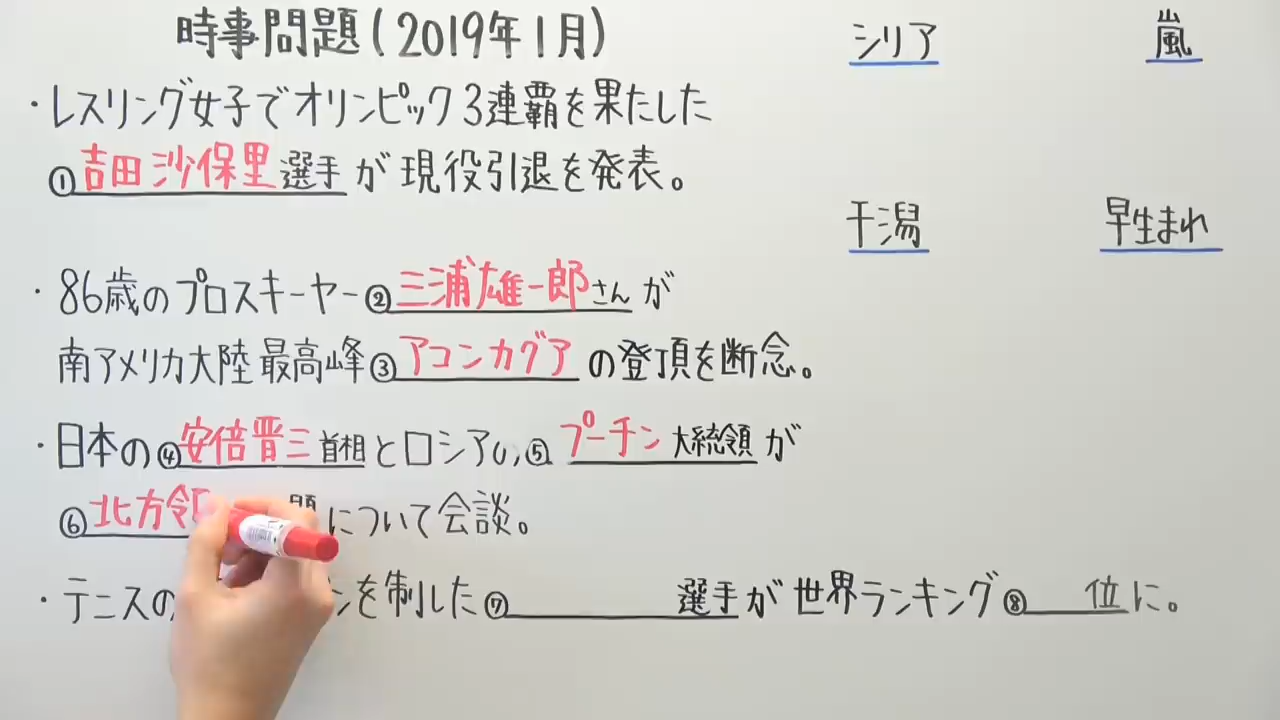 時事問題(2019年1月)
シリア
嵐
・レスリング女子でオリンピック3連覇を果たした
①吉田沙保里選手が現役引退を発表。
干潟
早生まれ
・86歳のプロスキーヤー②三浦雄一郎さんが
南アメリカ大陸最高峰③アコンカグアの登頂を断念。
・日本の④安倍晋三首相とロシアの⑤プーチン大統領が
⑥北方領 題について会談。
・テニスの ンを制した⑦ 選手が世界ランキング⑧ 位に。